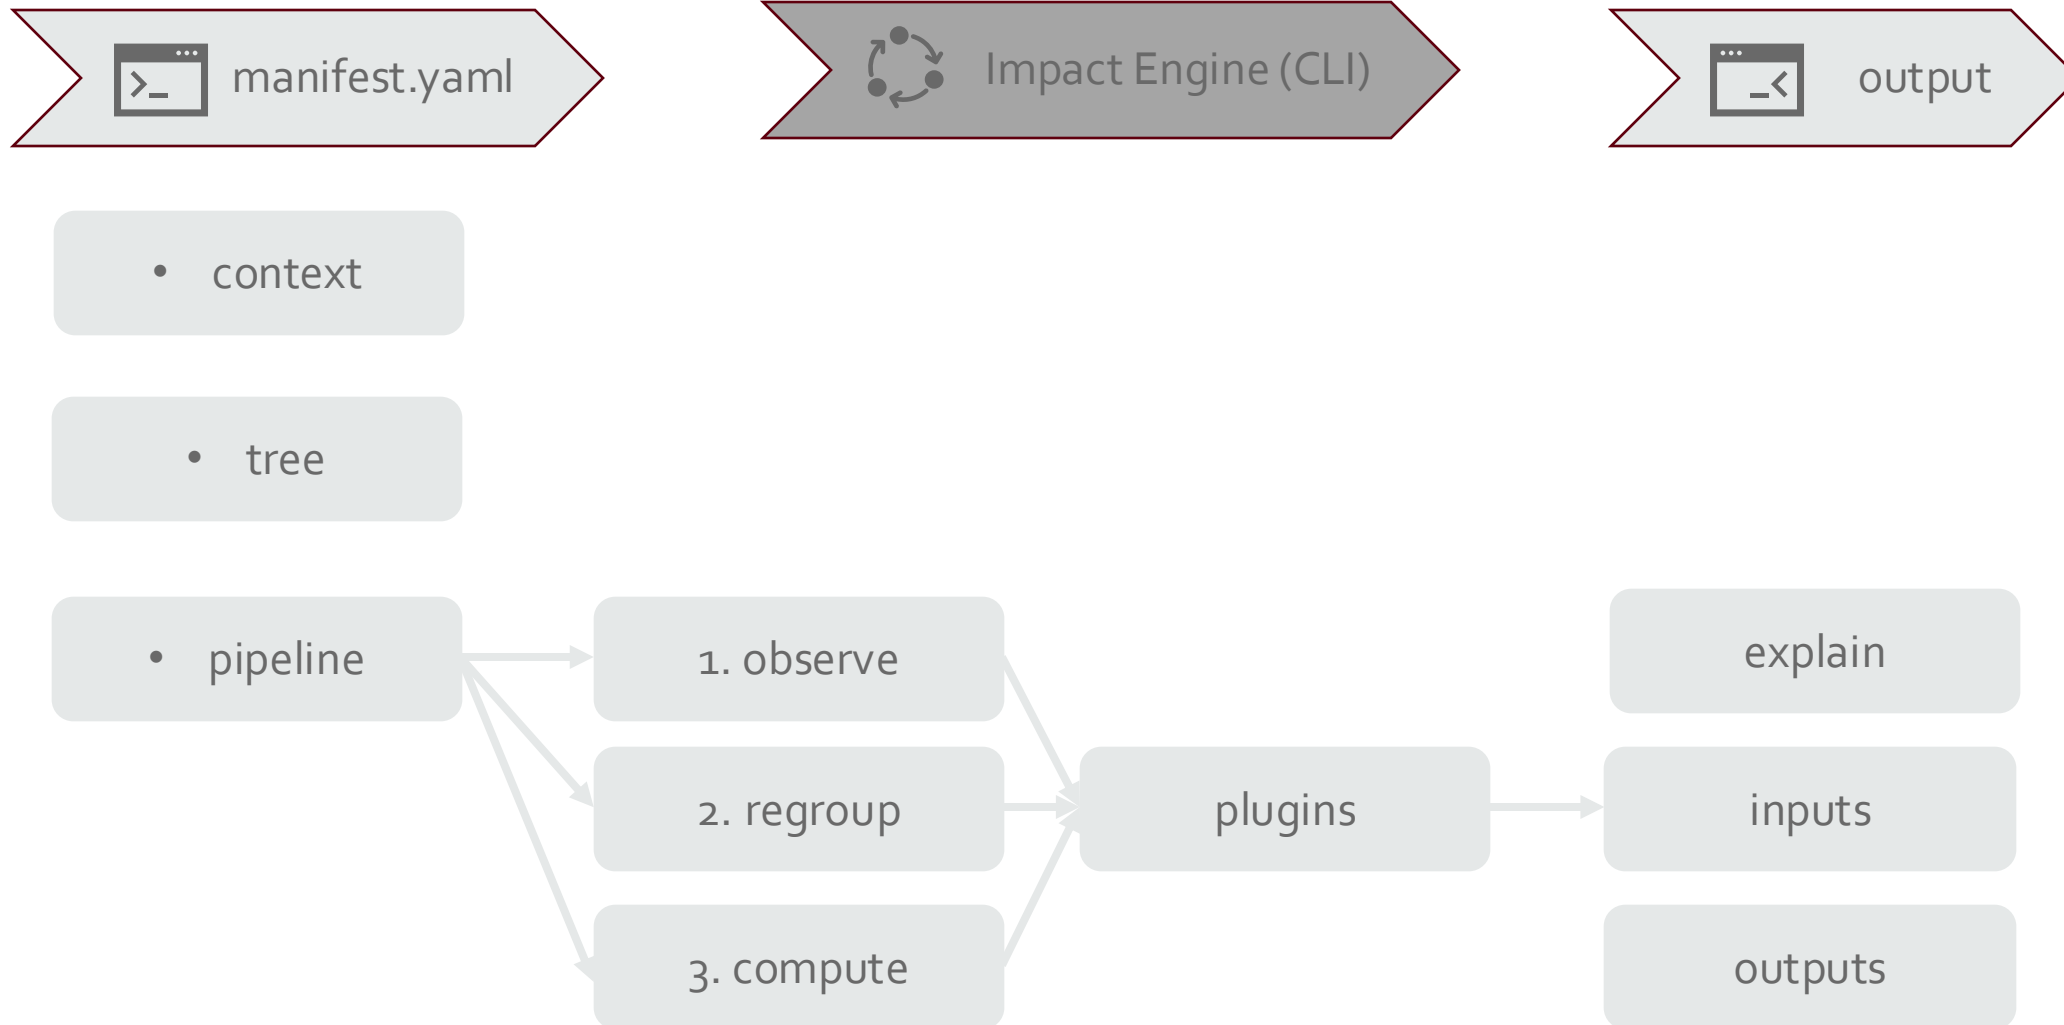 manifest.yaml
Impact Engine (CLI)
output
• context
• tree
• pipeline
1. observe
2. regroup
3. compute
plugins
explain
inputs
outputs